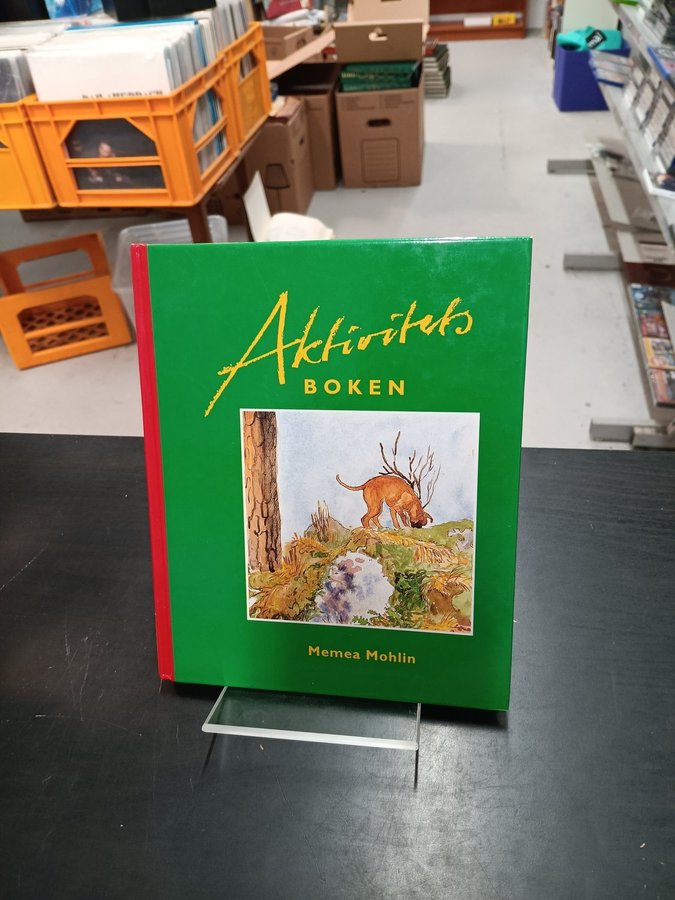 Aktivitets
BOKEN
Memea Mohlin